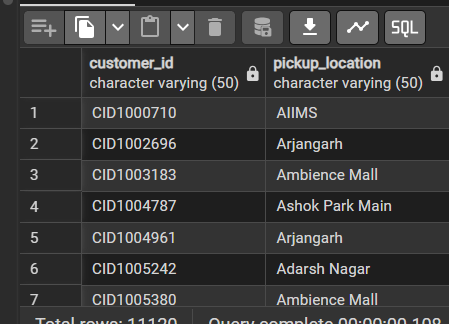 SQL
customer_id pickup_location
character varying (50) character varying (50)
1 CID1000710 AIIMS
2 CID1002696 Arjangarh
3 CID1003183 Ambience Mall
4 CID1004787 Ashok Park Main
5 CID1004961 Arjangarh
6 CID1005242 Adarsh Nagar
7 CID1005380 Ambience Mall
Total rows: 11120 Query complete 00:00:00.108